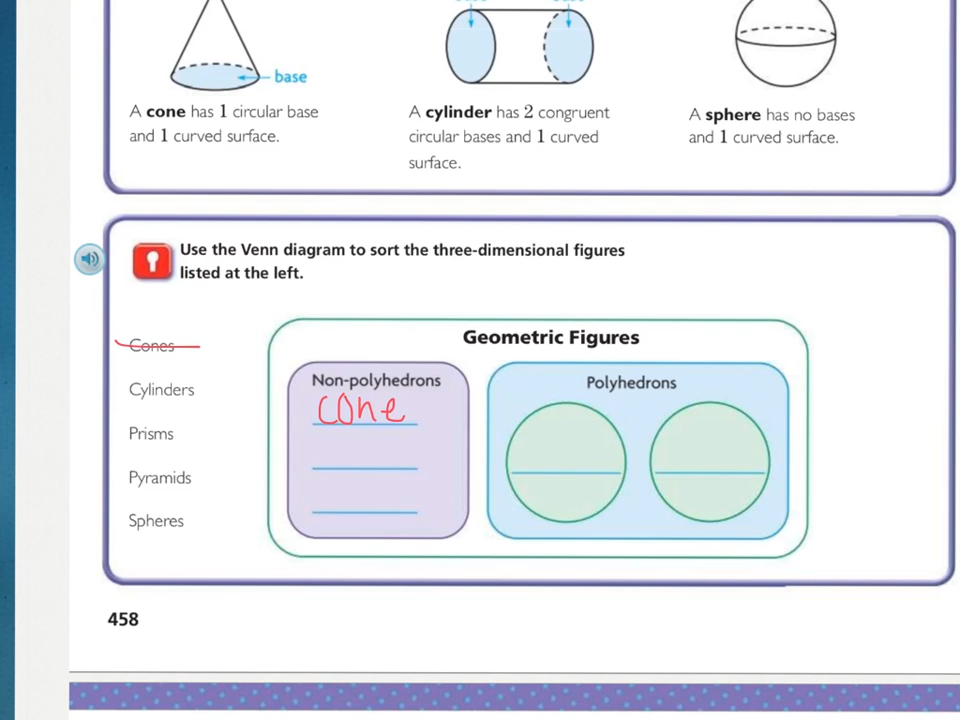 base
A cone has 1 circular base
and 1 curved surface.
A cylinder has 2 congruent
circular bases and 1 curved
surface.
A sphere has no bases
and 1 curved surface.
Use the Venn diagram to sort the three-dimensional figures
listed at the left.
Cones
Cylinders
Prisms
Pyramids
Spheres
Geometric Figures
Non-polyhedrons
cone
Polyhedrons
458